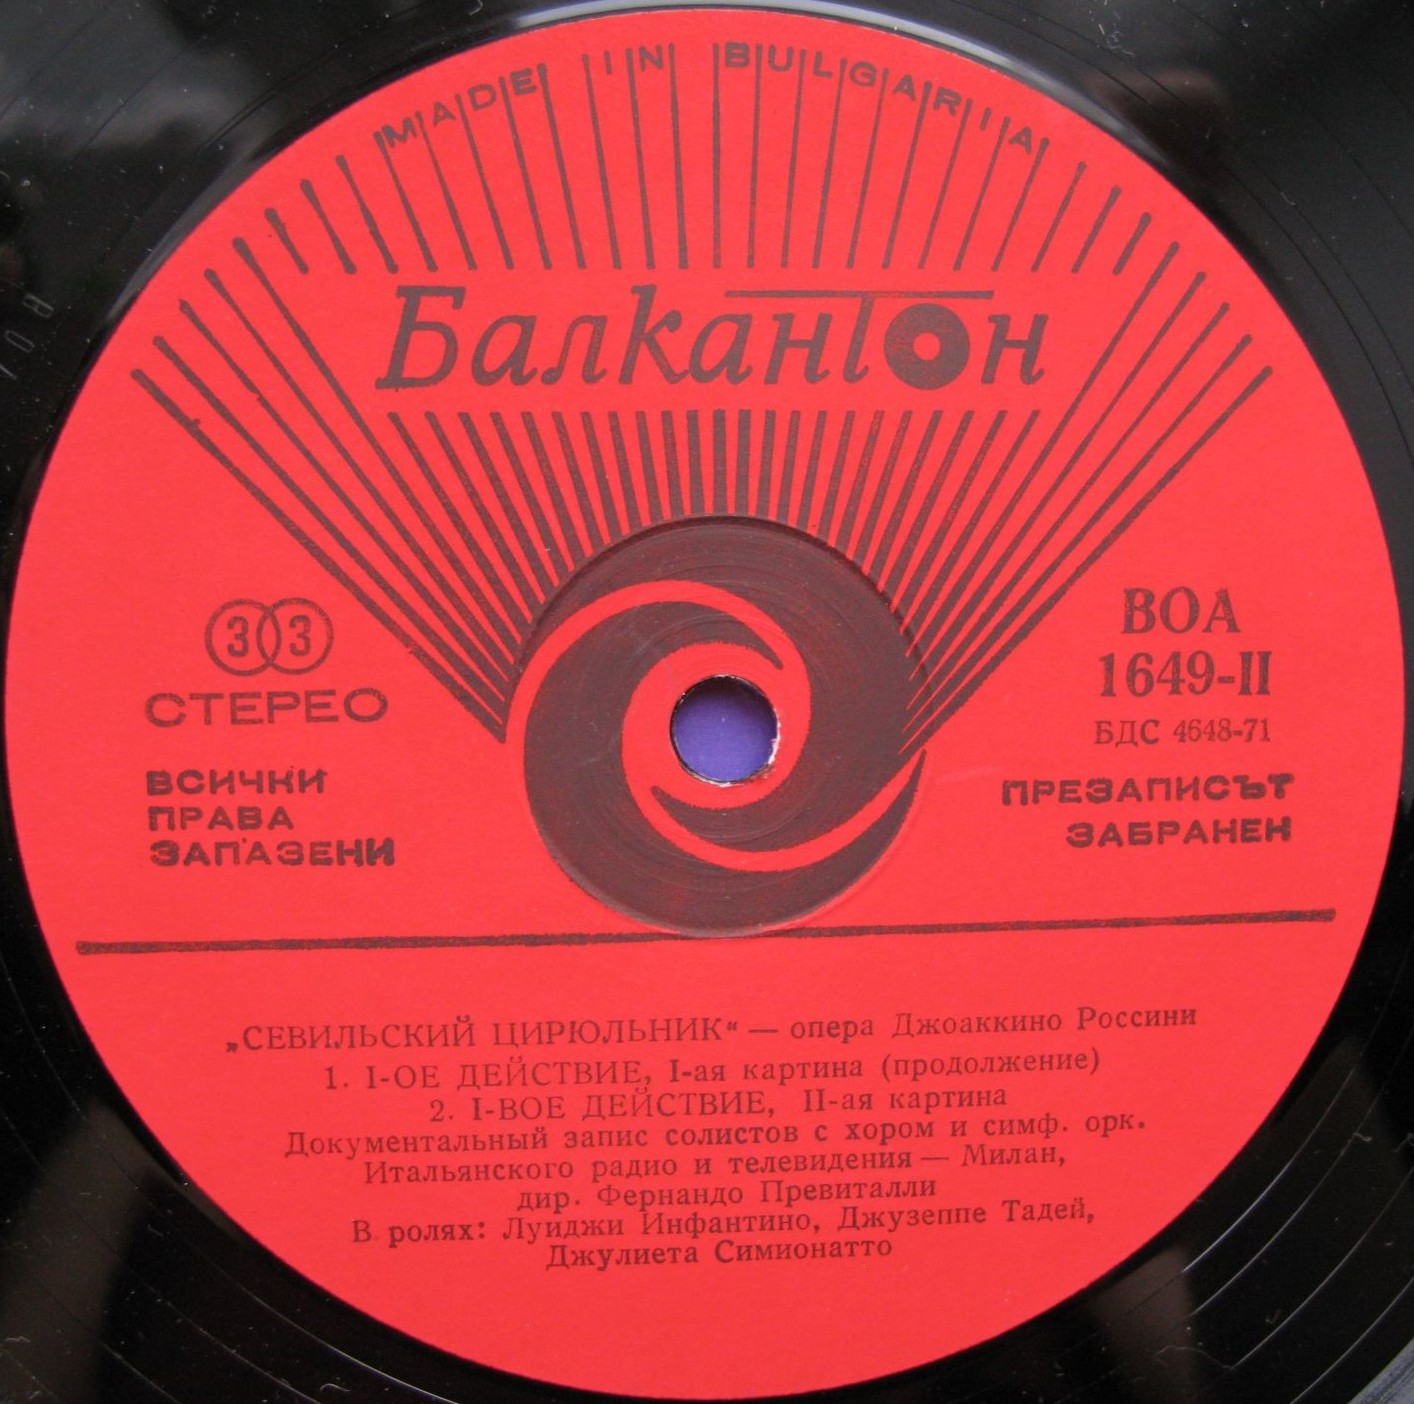 MADE IN BULGARIA
Балкантон
33
СТЕРЕО
ВСИЧКИ
ПРАВА
ЗАПАЗЕНИ
ВОА
1649-II
БДС 4648-71
ПРЕЗАПИСЪТ
ЗАБРАНЕН
„СЕВИЛЬСКИЙ ЦИРЮЛЬНИК“ — опера Джоаккино Россини
1. I-ОЕ ДЕЙСТВИЕ, I-ая картина (продолжение)
2. I-ВОЕ ДЕЙСТВИЕ, II-ая картина
Документальный запис солистов с хором и симф. орк.
Итальянского радио и телевидения — Милан,
дир. Фернандо Превиталли
В ролях: Луиджи Инфантино, Джузеппе Тадей,
Джулиета Симионатто